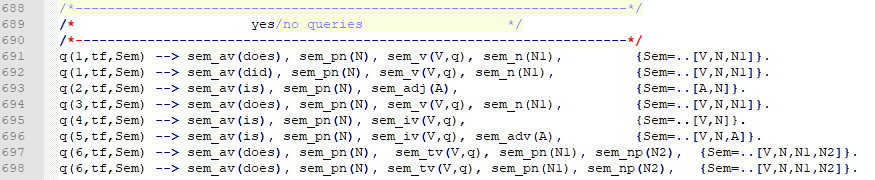 688 /*----------------------------------------------------------------------*/
689 /* yes/no queries */
690 /*----------------------------------------------------------------------*/
691 q(1,tf,Sem) --> sem_av(does), sem_pn(N), sem_v(V,q), sem_n(N1), {Sem=..[V,N,N1]}.
692 q(1,tf,Sem) --> sem_av(did), sem_pn(N), sem_v(V,q), sem_n(N1), {Sem=..[V,N,N1]}.
693 q(2,tf,Sem) --> sem_av(is), sem_pn(N), sem_adj(A), {Sem=..[A,N]}.
694 q(3,tf,Sem) --> sem_av(does), sem_pn(N), sem_v(V,q), sem_n(N1), {Sem=..[V,N,N1]}.
695 q(4,tf,Sem) --> sem_av(is), sem_pn(N), sem_iv(V,q), {Sem=..[V,N]}.
696 q(5,tf,Sem) --> sem_av(is), sem_pn(N), sem_iv(V,q), sem_adv(A), {Sem=..[V,N,A]}.
697 q(6,tf,Sem) --> sem_av(does), sem_pn(N), sem_tv(V,q), sem_pn(N1), sem_np(N2), {Sem=..[V,N,N1,N2]}.
698 q(6,tf,Sem) --> sem_av(does), sem_pn(N), sem_tv(V,q), sem_pn(N1), sem_np(N2), {Sem=..[V,N,N1,N2]}.